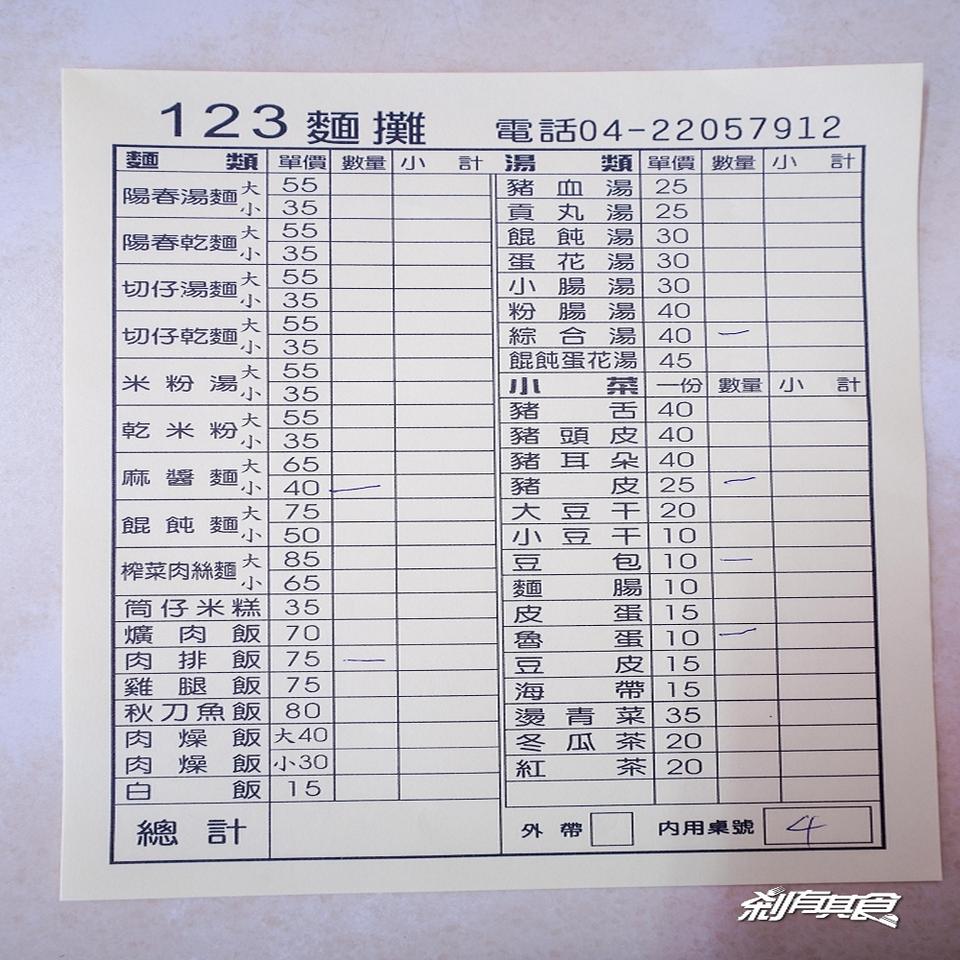 123 麵攤 電話04-22057912
麵類 單價 數量 小計 湯類 單價 數量 小計
陽春湯麵 大 55 豬血湯 25
小 35 貢丸湯 25
陽春乾麵 大 55 餛飩湯 30
小 35 蛋花湯 30
切仔湯麵 大 55 小腸湯 30
小 35 粉腸湯 40
切仔乾麵 大 55 綜合湯 40 一
小 35 餛飩蛋花湯 45
米粉湯 大 55 小菜 一份 數量 小計
小 35 豬舌 40
乾米粉 大 55 豬頭皮 40
小 35 豬耳朵 40
麻醬麵 大 65 豬皮 25 一
小 40 一 大豆干 20
餛飩麵 大 75 小豆干 10
小 50 豆包 10 一
榨菜肉絲麵 大 85 麵腸 10
小 65 皮蛋 15
筒仔米糕 35 魯蛋 10 一
爌肉飯 70 豆皮 15
肉排飯 75 一 海帶 15
雞腿飯 75 燙青菜 35
秋刀魚飯 80 冬瓜茶 20
肉燥飯 大40 紅茶 20
肉燥飯 小30
白飯 15
總計 外帶 內用桌號 4
剎有其食